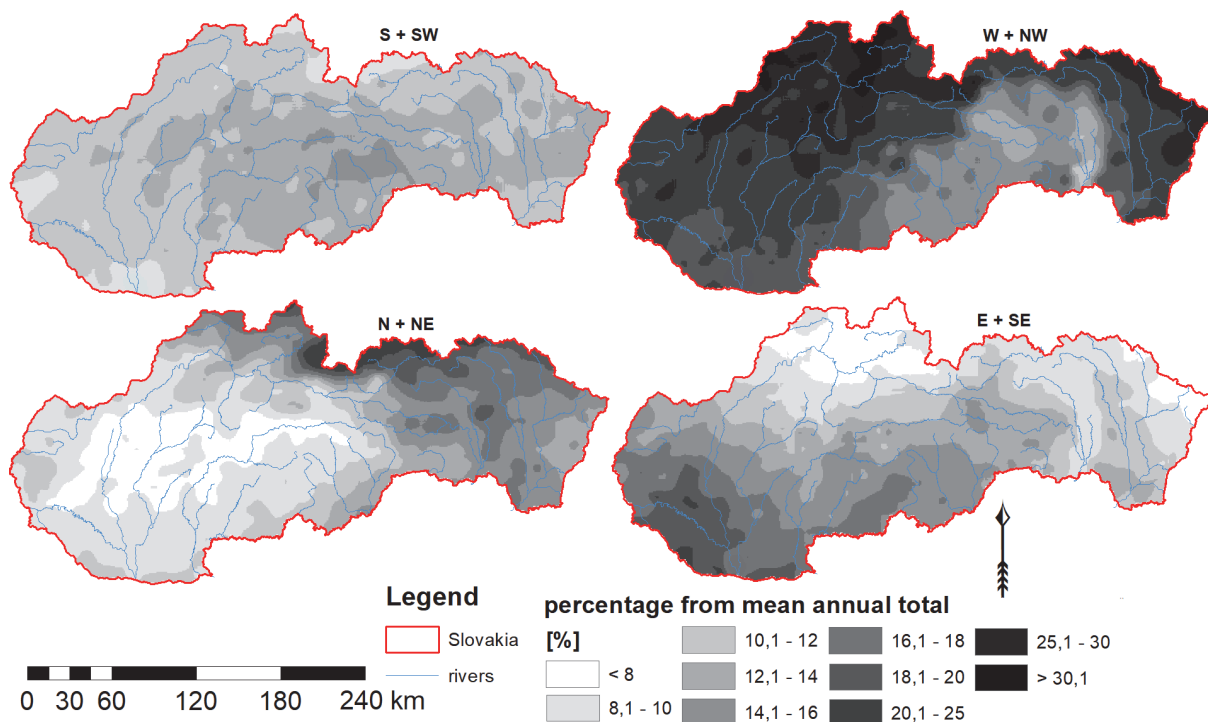 S + SW
W + NW
N + NE
E + SE
Legend
Slovakia
rivers
0 30 60 120 180 240 km
percentage from mean annual total
[%]
< 8
8,1 - 10
10,1 - 12
12,1 - 14
14,1 - 16
16,1 - 18
18,1 - 20
20,1 - 25
25,1 - 30
> 30,1